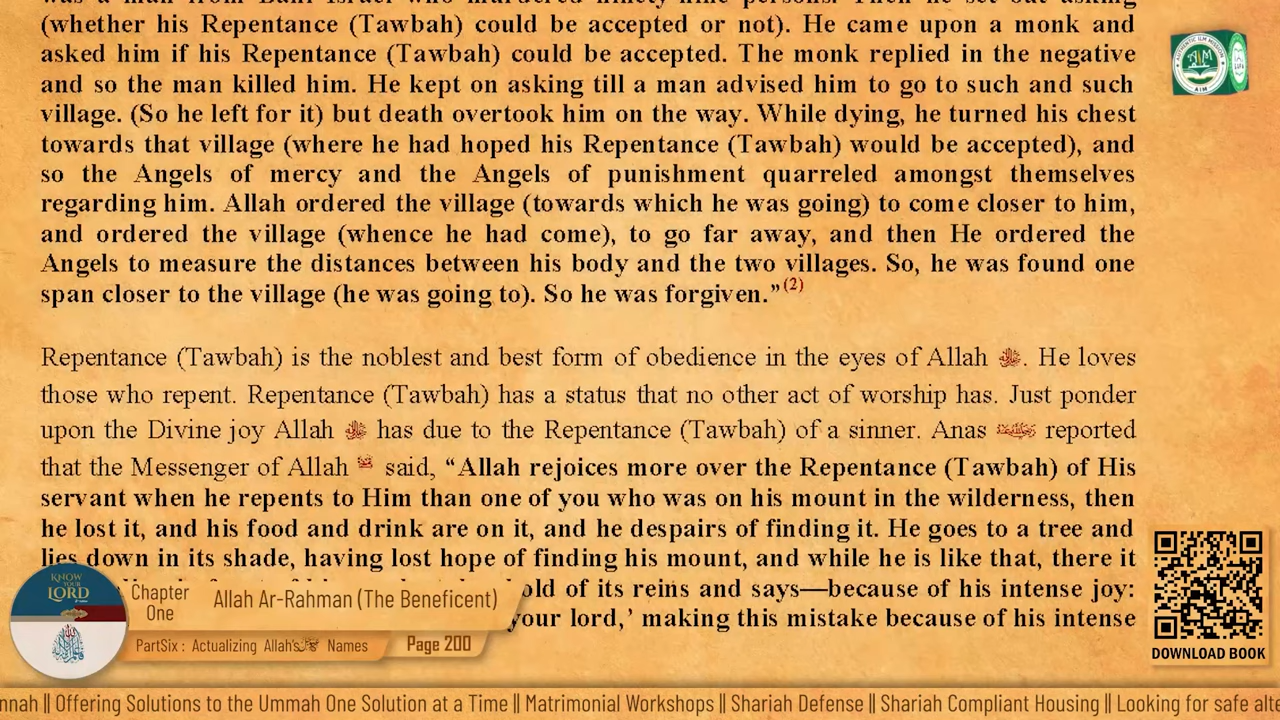 (whether his Repentance (Tawbah) could be accepted or not). He came upon a monk and
asked him if his Repentance (Tawbah) could be accepted. The monk replied in the negative
and so the man killed him. He kept on asking till a man advised him to go to such and such
village. (So he left for it) but death overtook him on the way. While dying, he turned his chest
towards that village (where he had hoped his Repentance (Tawbah) would be accepted), and
so the Angels of mercy and the Angels of punishment quarreled amongst themselves
regarding him. Allah ordered the village (towards which he was going) to come closer to him,
and ordered the village (whence he had come), to go far away, and then He ordered the
Angels to measure the distances between his body and the two villages. So, he was found one
span closer to the village (he was going to). So he was forgiven.”(2)
Repentance (Tawbah) is the noblest and best form of obedience in the eyes of Allah ﷻ. He loves
those who repent. Repentance (Tawbah) has a status that no other act of worship has. Just ponder
upon the Divine joy Allah ﷻ has due to the Repentance (Tawbah) of a sinner. Anas reported
that the Messenger of Allah ﷺ said, “Allah rejoices more over the Repentance (Tawbah) of His
servant when he repents to Him than one of you who was on his mount in the wilderness, then
he lost it, and his food and drink are on it, and he despairs of finding it. He goes to a tree and
lies down in its shade, having lost hope of finding his mount, and while he is like that, there it
old of its reins and says—because of his intense joy:
your lord,’ making this mistake because of his intense
KNOW
YOUR
LORD
Chapter
One
Allah Ar-Rahman (The Beneficent)
PartSix : Actualizing Allah's ﷻ Names
Page 200
AUTHENTIC ILM MISSION
AIM
DOWNLOAD BOOK
nnah || Offering Solutions to the Ummah One Solution at a Time || Matrimonial Workshops || Shariah Defense || Shariah Compliant Housing || Looking for safe alte